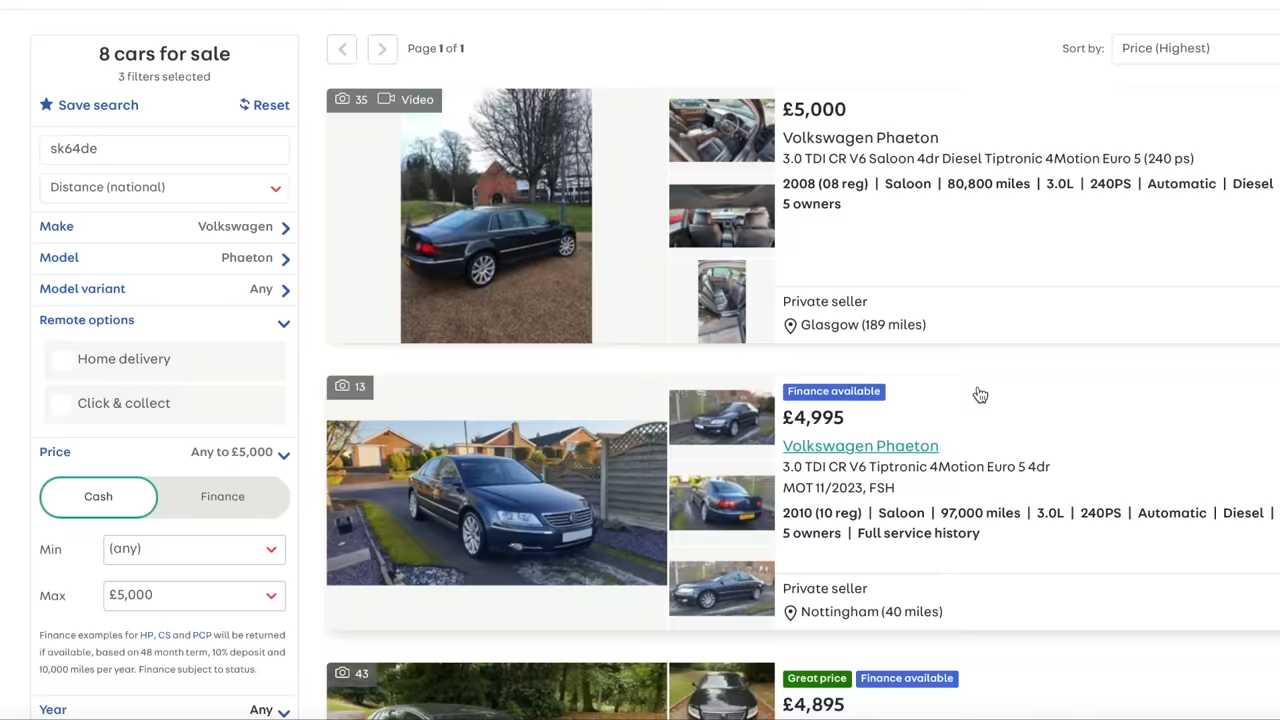 8 cars for sale
3 filters selected
Save search
Reset
sk64de
Distance (national)
Make Volkswagen
Model Phaeton
Model variant Any
Remote options
Home delivery
Click & collect
Price Any to £5,000
Cash
Finance
Min (any)
Max £5,000
Finance examples for HP, CS and PCP will be returned
if available, based on 48 month term, 10% deposit and
10,000 miles per year. Finance subject to status.
Year Any
Page 1 of 1
Sort by: Price (Highest)
35 Video
£5,000
Volkswagen Phaeton
3.0 TDI CR V6 Saloon 4dr Diesel Tiptronic 4Motion Euro 5 (240 ps)
2008 (08 reg) | Saloon | 80,800 miles | 3.0L | 240PS | Automatic | Diesel
5 owners
Private seller
Glasgow (189 miles)
13
Finance available
£4,995
Volkswagen Phaeton
3.0 TDI CR V6 Tiptronic 4Motion Euro 5 4dr
MOT 11/2023, FSH
2010 (10 reg) | Saloon | 97,000 miles | 3.0L | 240PS | Automatic | Diesel |
5 owners | Full service history
Private seller
Nottingham (40 miles)
43
Great price
Finance available
£4,895